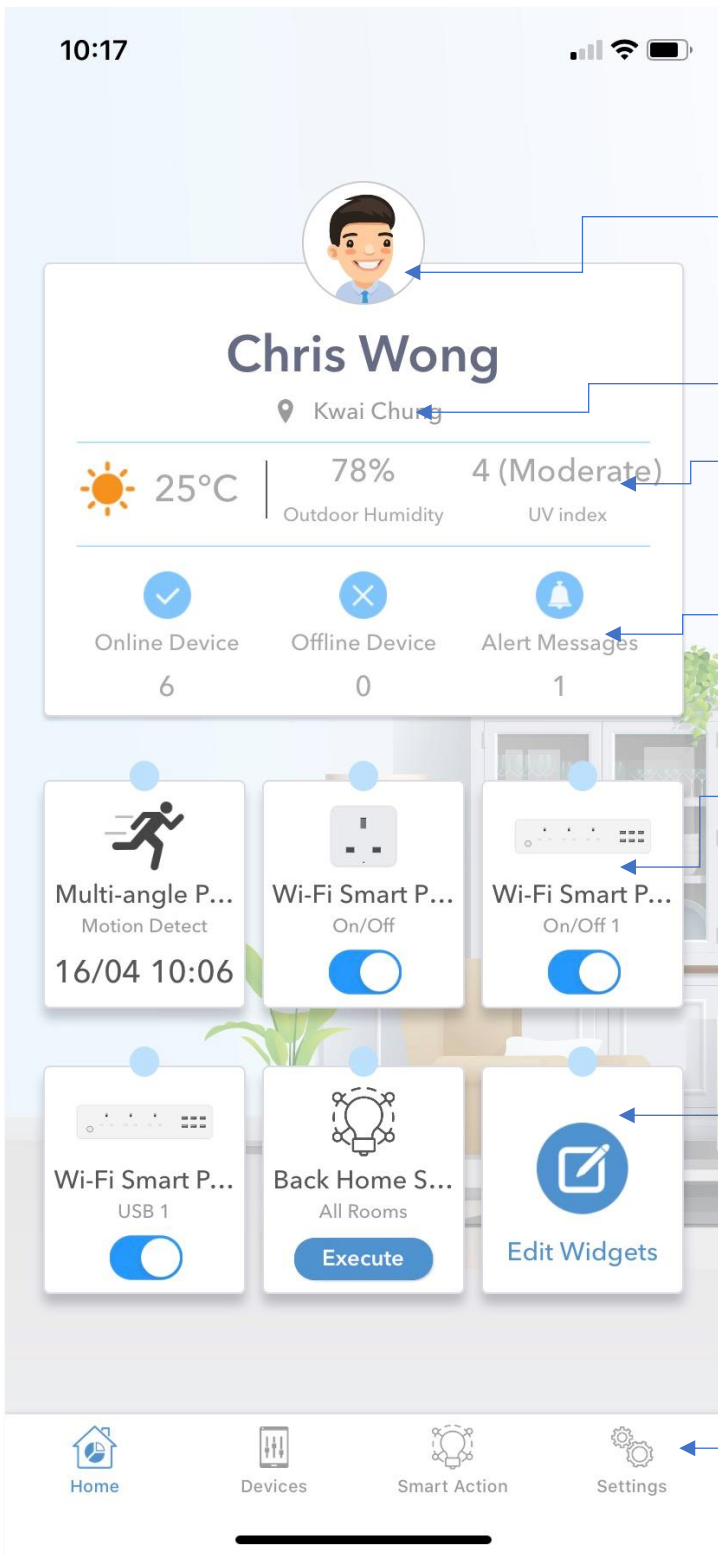 10:17
Chris Wong
Kwai Chung
25°C
78%
Outdoor Humidity
4 (Moderate)
UV index
Online Device
6
Offline Device
0
Alert Messages
1
Multi-angle P...
Motion Detect
16/04 10:06
Wi-Fi Smart P...
On/Off
Wi-Fi Smart P...
On/Off 1
Wi-Fi Smart P...
USB 1
Back Home S...
All Rooms
Execute
Edit Widgets
Home
Devices
Smart Action
Settings